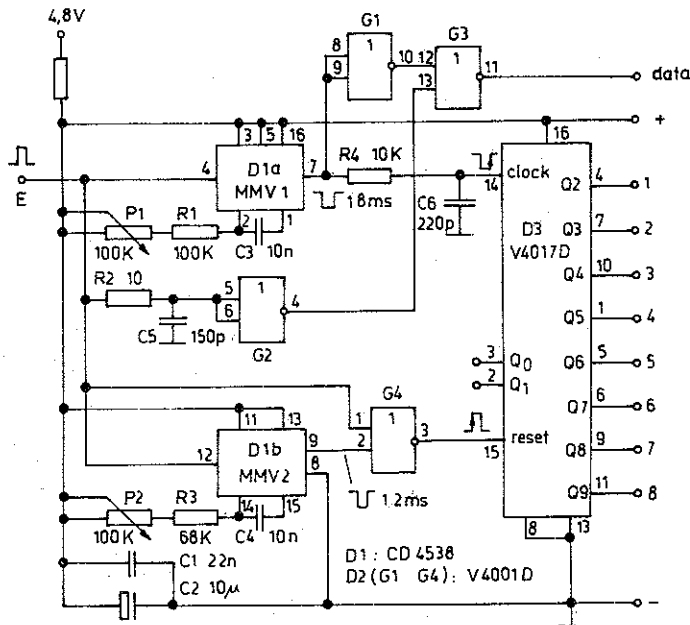 4,8V
G1
G3
8
9
1
10
12
13
1
11
data
+
3
5
16
16
E
4
D1a
MMV1
7
R4
10K
18ms
14
clock
C6
220p
2
1
P1
R1
C3
10n
100K
100K
D3
V4017D
Q2
4
1
Q3
7
2
Q4
10
3
Q5
1
4
Q6
5
5
Q7
6
6
Q8
9
7
Q9
11
8
R2
10
5
6
1
4
C5
150p
G2
3
Q0
2
Q1
G4
1
2
1
3
reset
15
11
13
12
D1b
MMV2
9
8
1.2ms
14
15
P2
R3
C4
10n
100K
68K
C1
22n
C2
10µ
8
13
D1: CD 4538
D2(G1 G4): V4001D
-